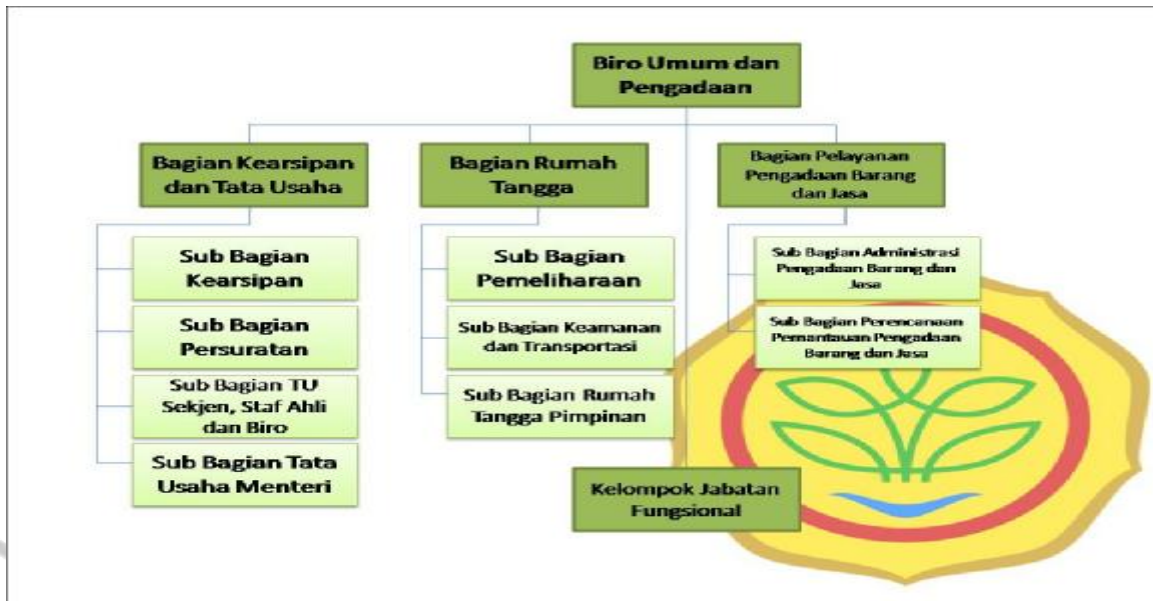 Biro Umum dan
Pengadaan
Bagian Kearsipan
dan Tata Usaha
Bagian Rumah
Tangga
Bagian Pelayanan
Pengadaan Barang
dan Jasa
Sub Bagian
Kearsipan
Sub Bagian
Persuratan
Sub Bagian TU
Sekjen, Staf Ahli
dan Biro
Sub Bagian Tata
Usaha Menteri
Sub Bagian
Pemeliharaan
Sub Bagian Keamanan
dan Transportasi
Sub Bagian Rumah
Tangga Pimpinan
Sub Bagian Administrasi
Pengadaan Barang dan
Jasa
Sub Bagian Perencanaan
Pemantauan Pengadaan
Barang dan Jasa
Kelompok Jabatan
Fungsional